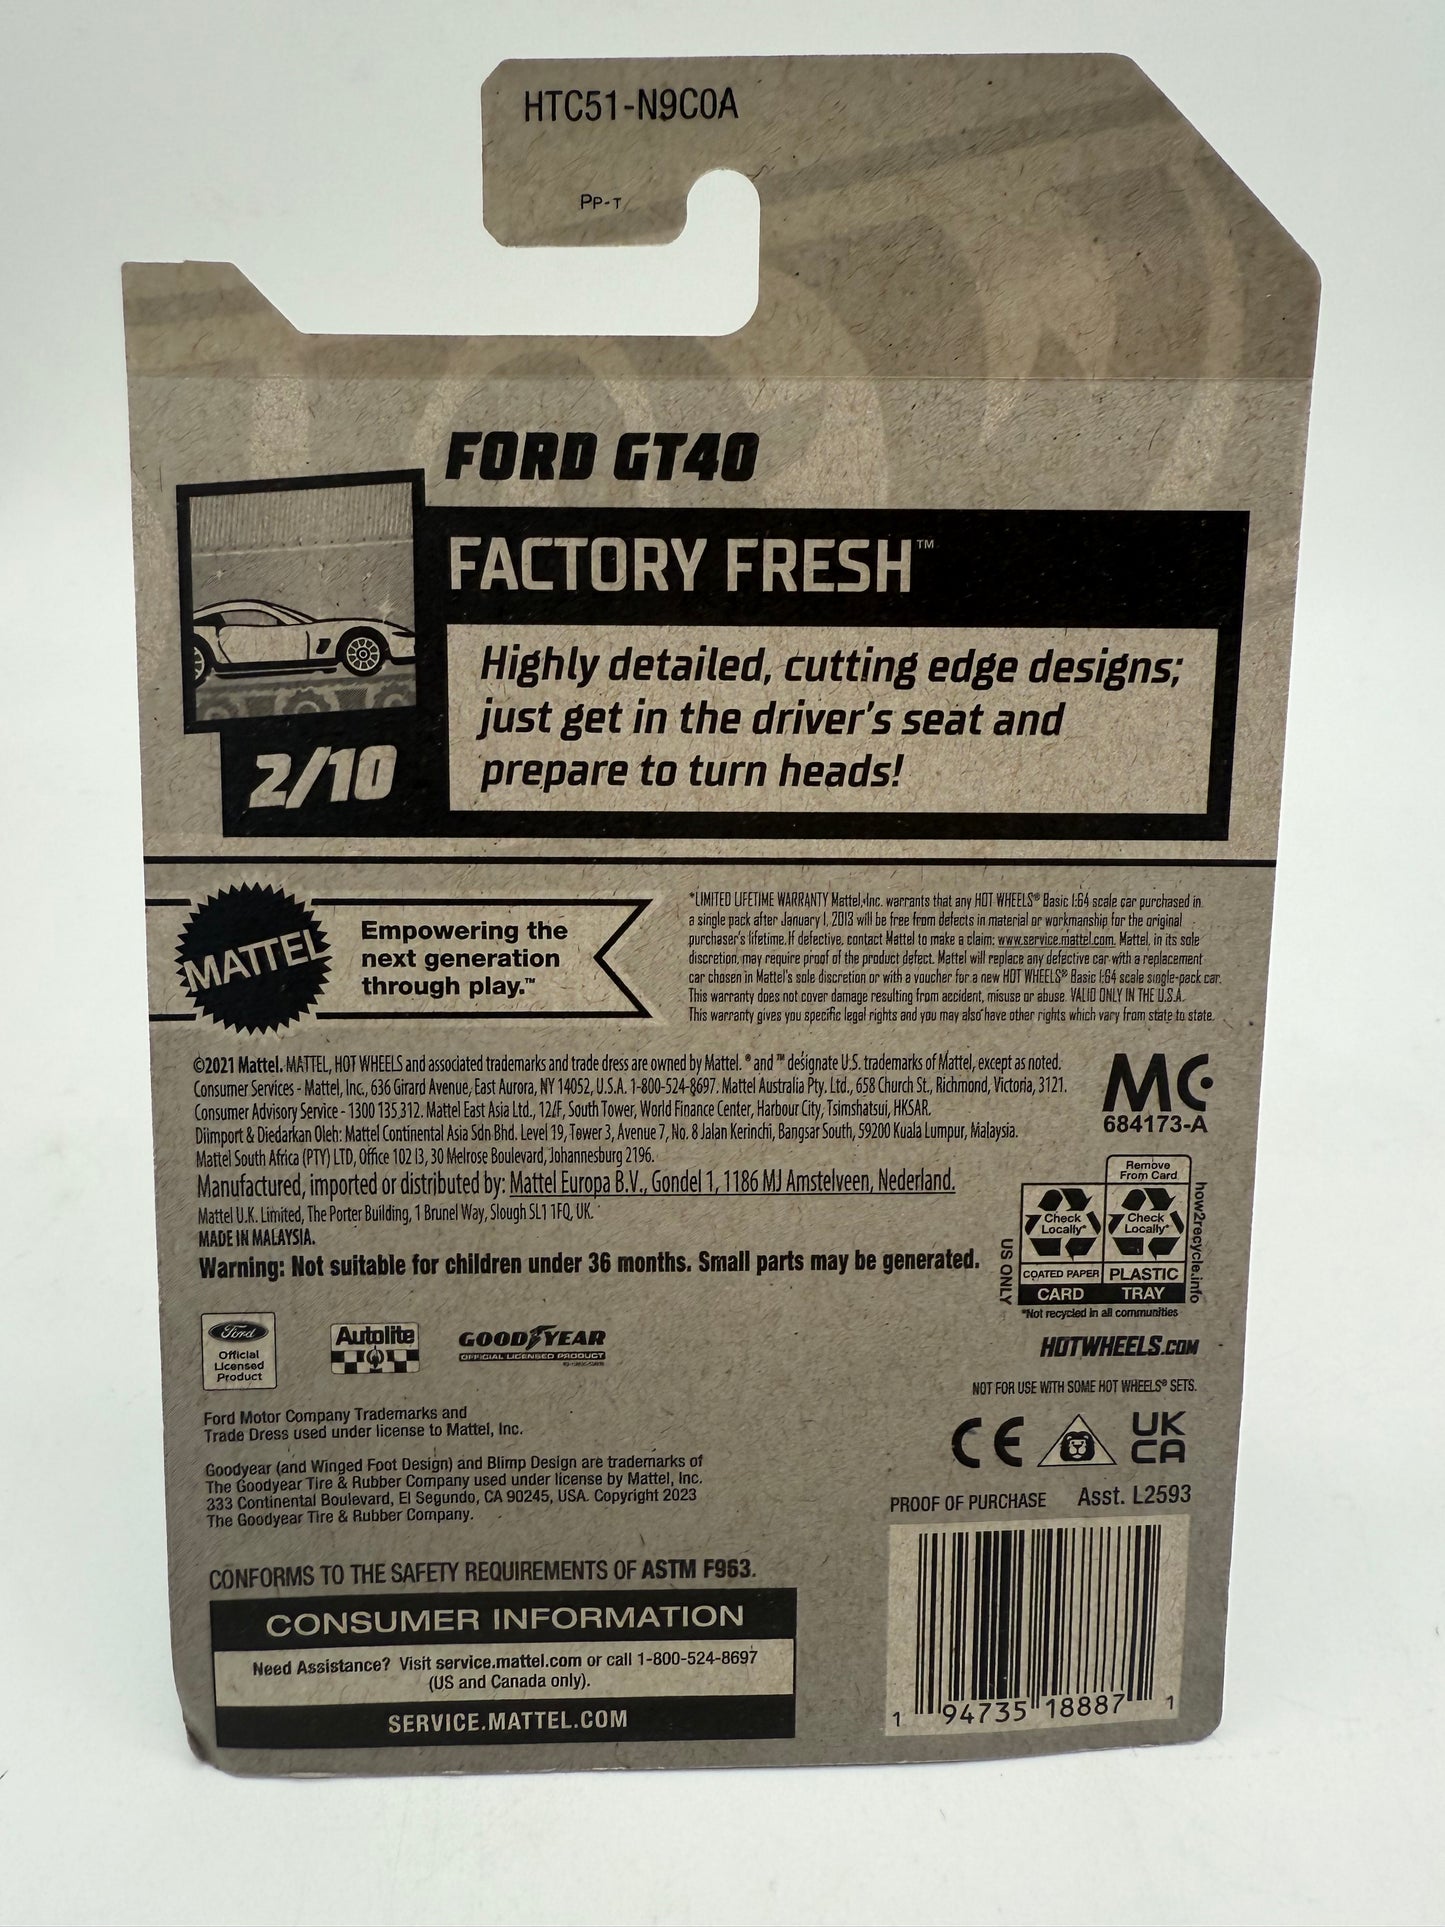 HTC51-N9C0A
PP-T
FORD GT40
FACTORY FRESH™
Highly detailed, cutting edge designs;
just get in the driver's seat and
prepare to turn heads!
2/10
MATTEL
Empowering the
next generation
through play.™
*LIMITED LIFETIME WARRANTY Mattel, Inc. warrants that any HOT WHEELS® Basic 1:64 scale car purchased in
a single pack after January 1, 2013 will be free from defects in material or workmanship for the original
purchaser's lifetime. If defective, contact Mattel to make a claim: www.service.mattel.com. Mattel, in its sole
discretion, may require proof of the product defect. Mattel will replace any defective car with a replacement
car chosen in Mattel's sole discretion or with a voucher for a new HOT WHEELS® Basic 1:64 scale single-pack car.
This warranty does not cover damage resulting from accident, misuse or abuse. VALID ONLY IN THE U.S.A.
This warranty gives you specific legal rights and you may also have other rights which vary from state to state.
©2021 Mattel. MATTEL, HOT WHEELS and associated trademarks and trade dress are owned by Mattel. ® and ™ designate U.S. trademarks of Mattel, except as noted.
Consumer Services - Mattel, Inc., 636 Girard Avenue, East Aurora, NY 14052, U.S.A. 1-800-524-8697. Mattel Australia Pty. Ltd., 658 Church St., Richmond, Victoria, 3121.
Consumer Advisory Service - 1300 135 312. Mattel East Asia Ltd., 12/F, South Tower, World Finance Center, Harbour City, Tsimshatsui, HKSAR.
Diimport & Diedarkan Oleh: Mattel Continental Asia Sdn Bhd. Level 19, Tower 3, Avenue 7, No. 8 Jalan Kerinchi, Bangsar South, 59200 Kuala Lumpur, Malaysia.
Mattel South Africa (PTY) LTD, Office 102 I3, 30 Melrose Boulevard, Johannesburg 2196.
Manufactured, imported or distributed by: Mattel Europa B.V., Gondel 1, 1186 MJ Amstelveen, Nederland.
Mattel U.K. Limited, The Porter Building, 1 Brunel Way, Slough SL1 1FQ, UK.
MADE IN MALAYSIA.
Warning: Not suitable for children under 36 months. Small parts may be generated.
MC
684173-A
Remove
From Card
Check
Locally*
Check
Locally*
COATED PAPER
PLASTIC
CARD
TRAY
US ONLY
how2recycle.info
*Not recycled in all communities
HOTWHEELS.COM
NOT FOR USE WITH SOME HOT WHEELS® SETS.
Ford
Official
Licensed
Product
Autolite
GOODYEAR
OFFICIAL LICENSED PRODUCT
Ford Motor Company Trademarks and
Trade Dress used under license to Mattel, Inc.
Goodyear (and Winged Foot Design) and Blimp Design are trademarks of
The Goodyear Tire & Rubber Company used under license by Mattel, Inc.
333 Continental Boulevard, El Segundo, CA 90245, USA. Copyright 2023
The Goodyear Tire & Rubber Company.
CE
UK
CA
PROOF OF PURCHASE
Asst. L2593
CONFORMS TO THE SAFETY REQUIREMENTS OF ASTM F963.
CONSUMER INFORMATION
Need Assistance? Visit service.mattel.com or call 1-800-524-8697
(US and Canada only).
SERVICE.MATTEL.COM
1 94735 18887 1